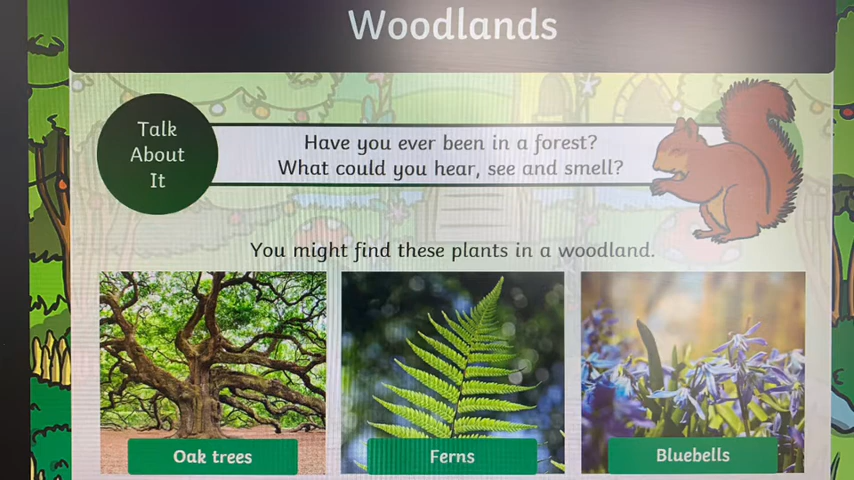 Woodlands
Talk
About
It
Have you ever been in a forest?
What could you hear, see and smell?
You might find these plants in a woodland.
Oak trees
Ferns
Bluebells